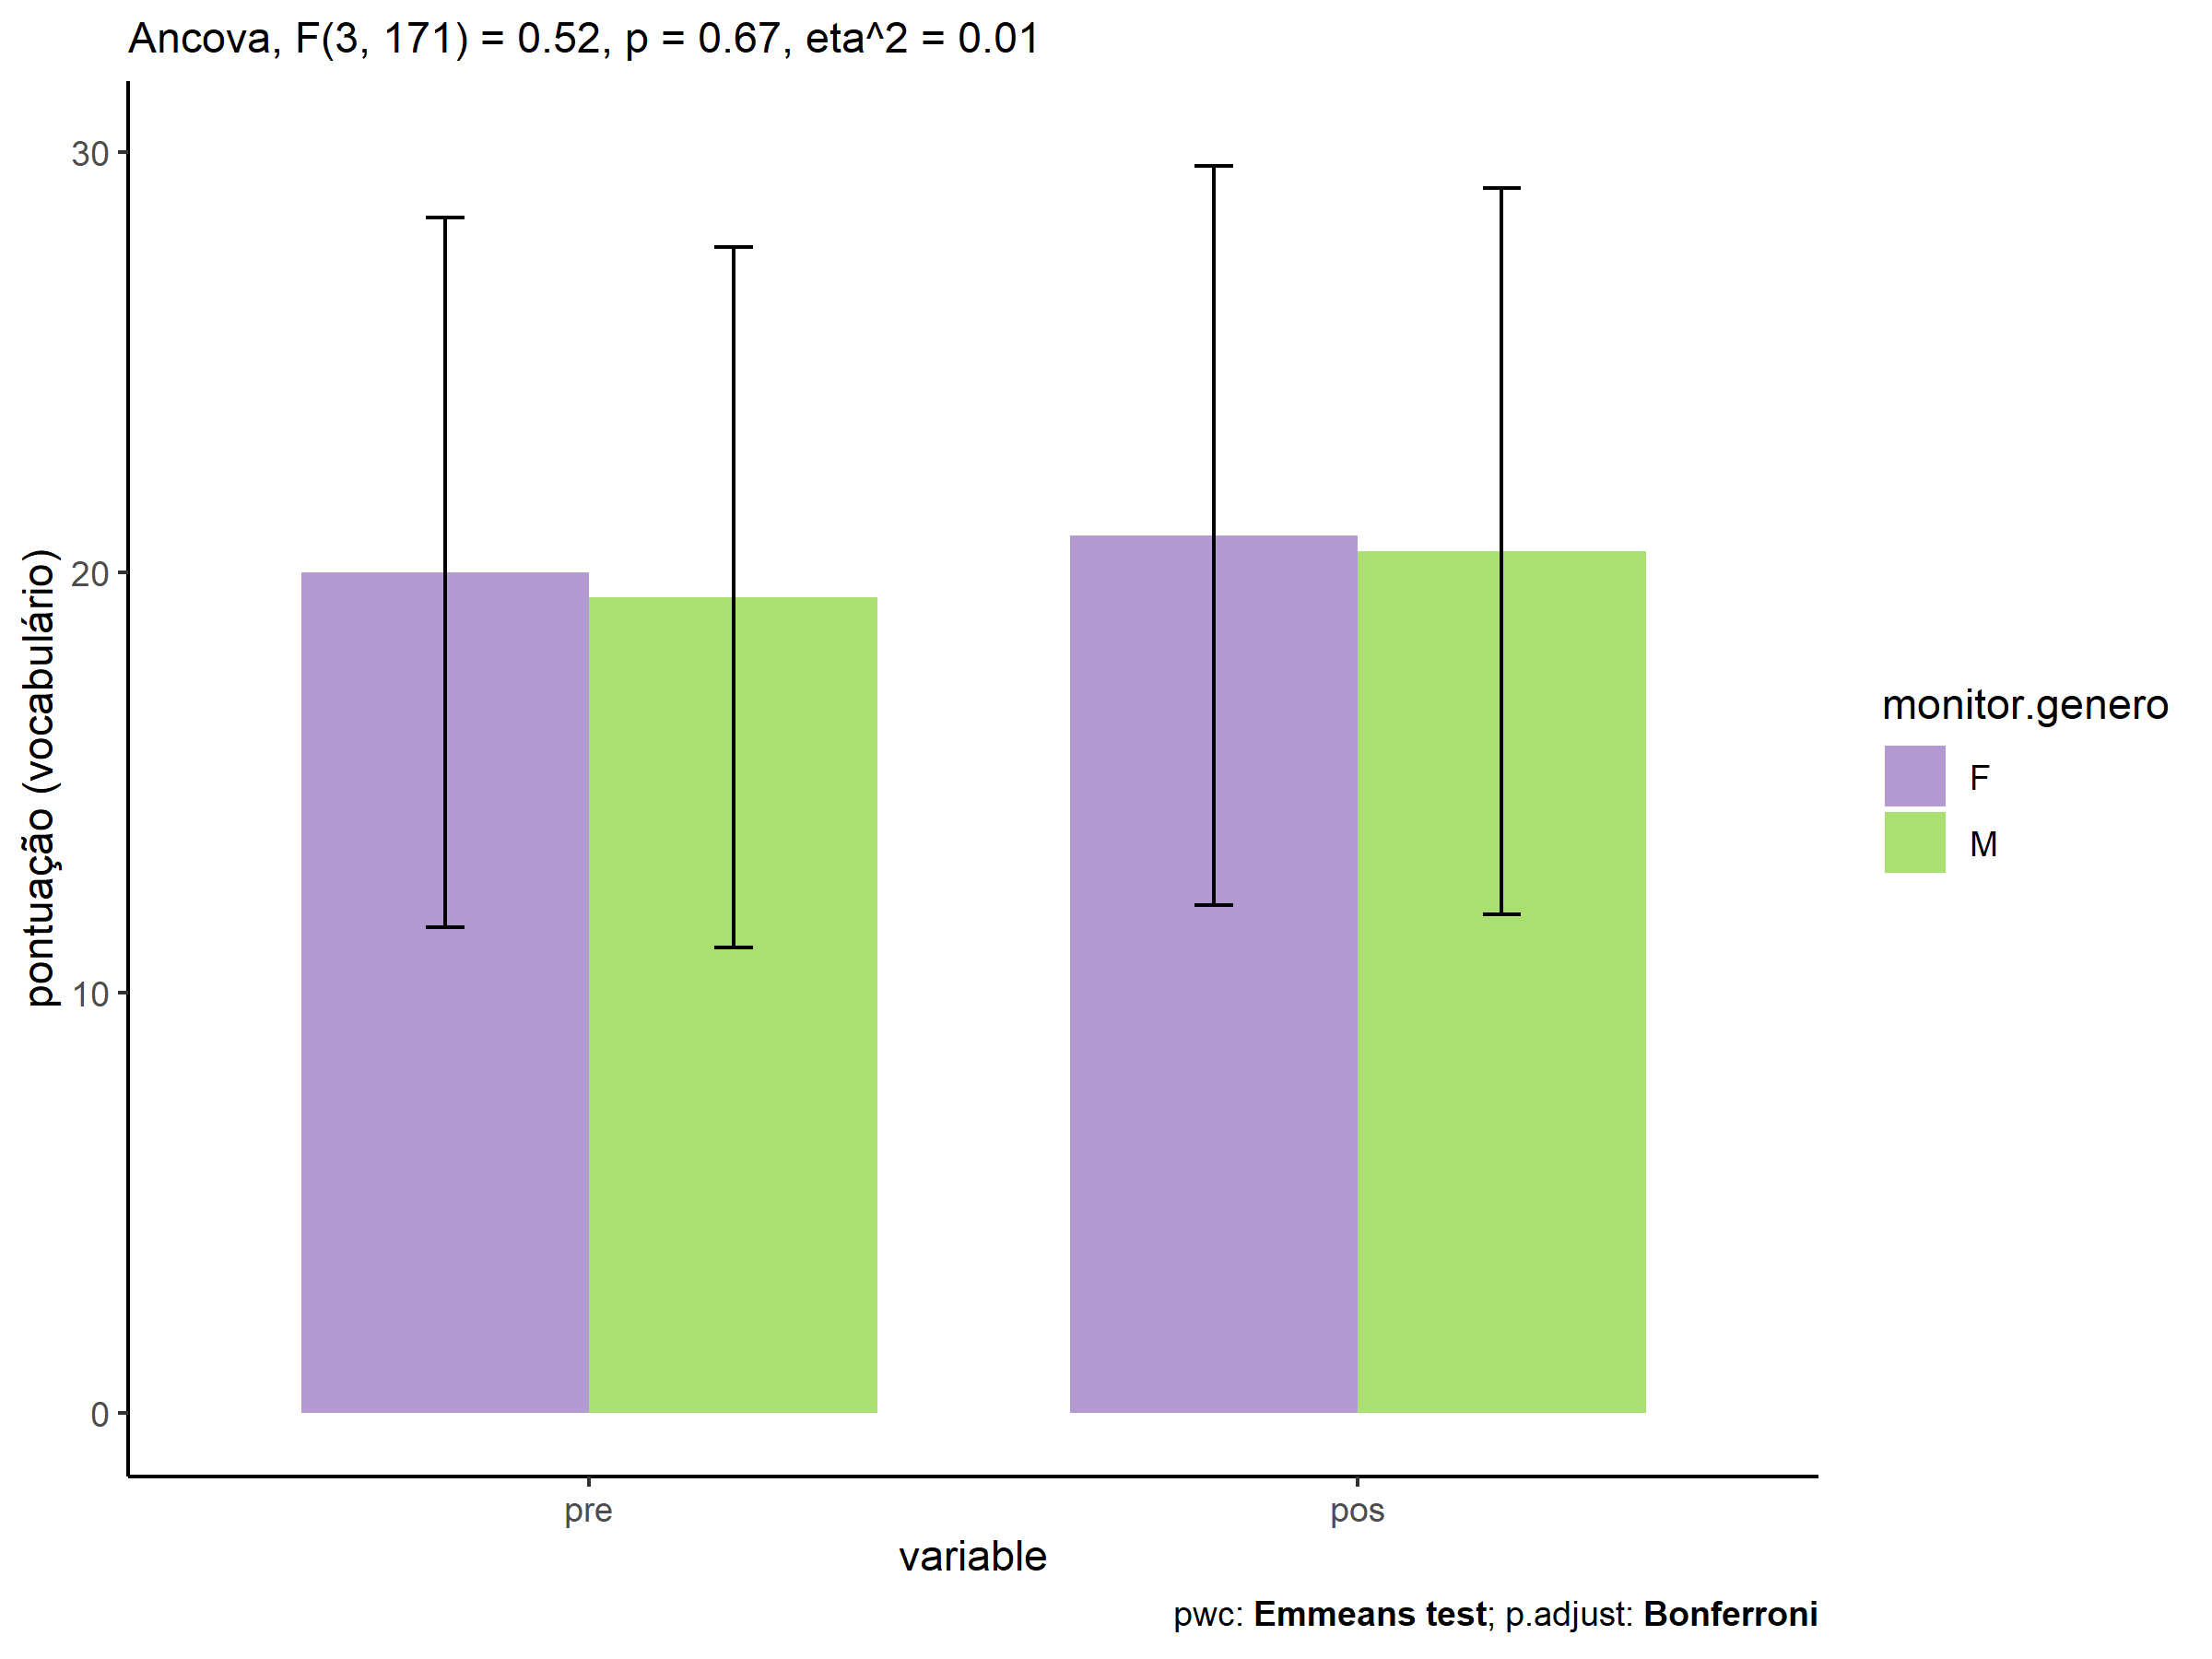 Ancova, F(3, 171) = 0.52, p = 0.67, eta^2 = 0.01
30
20
10
0
pontuação (vocabulário)
pre
pos
variable
monitor.genero
F
M
pwc: Emmeans test; p.adjust: Bonferroni